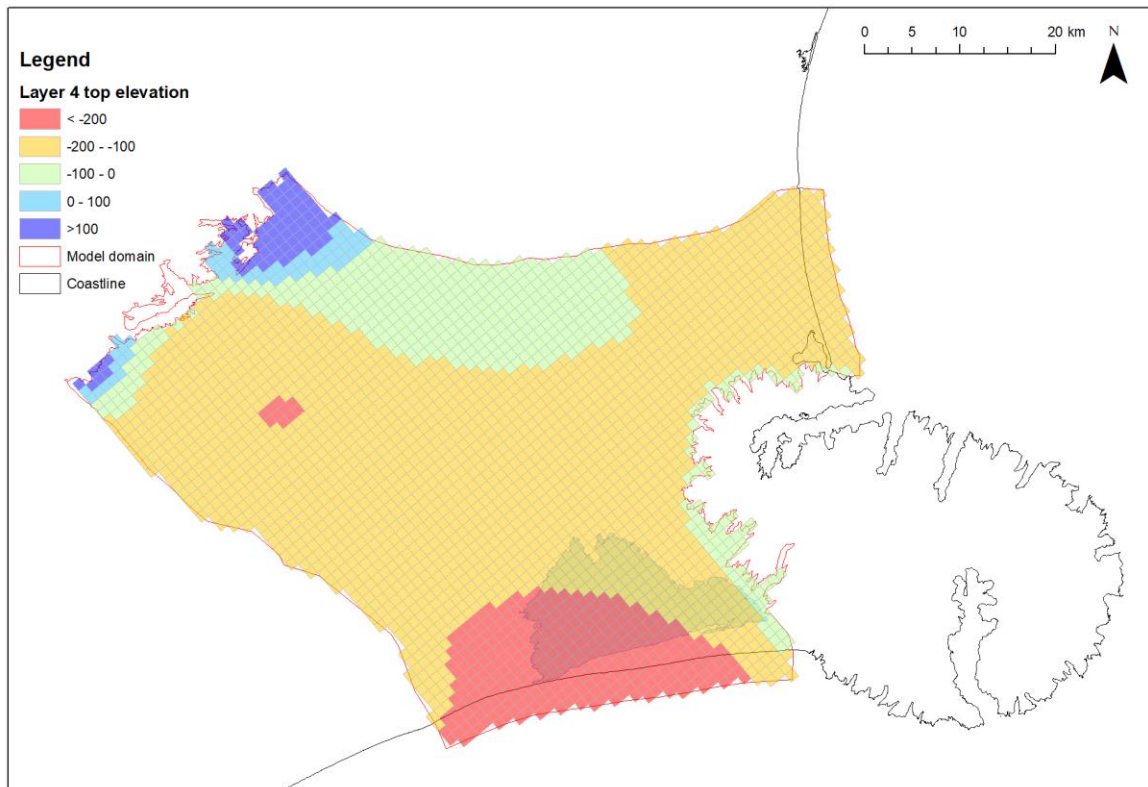 Legend
Layer 4 top elevation
< -200
-200 - -100
-100 - 0
0 - 100
>100
Model domain
Coastline
0 5 10 20 km
N